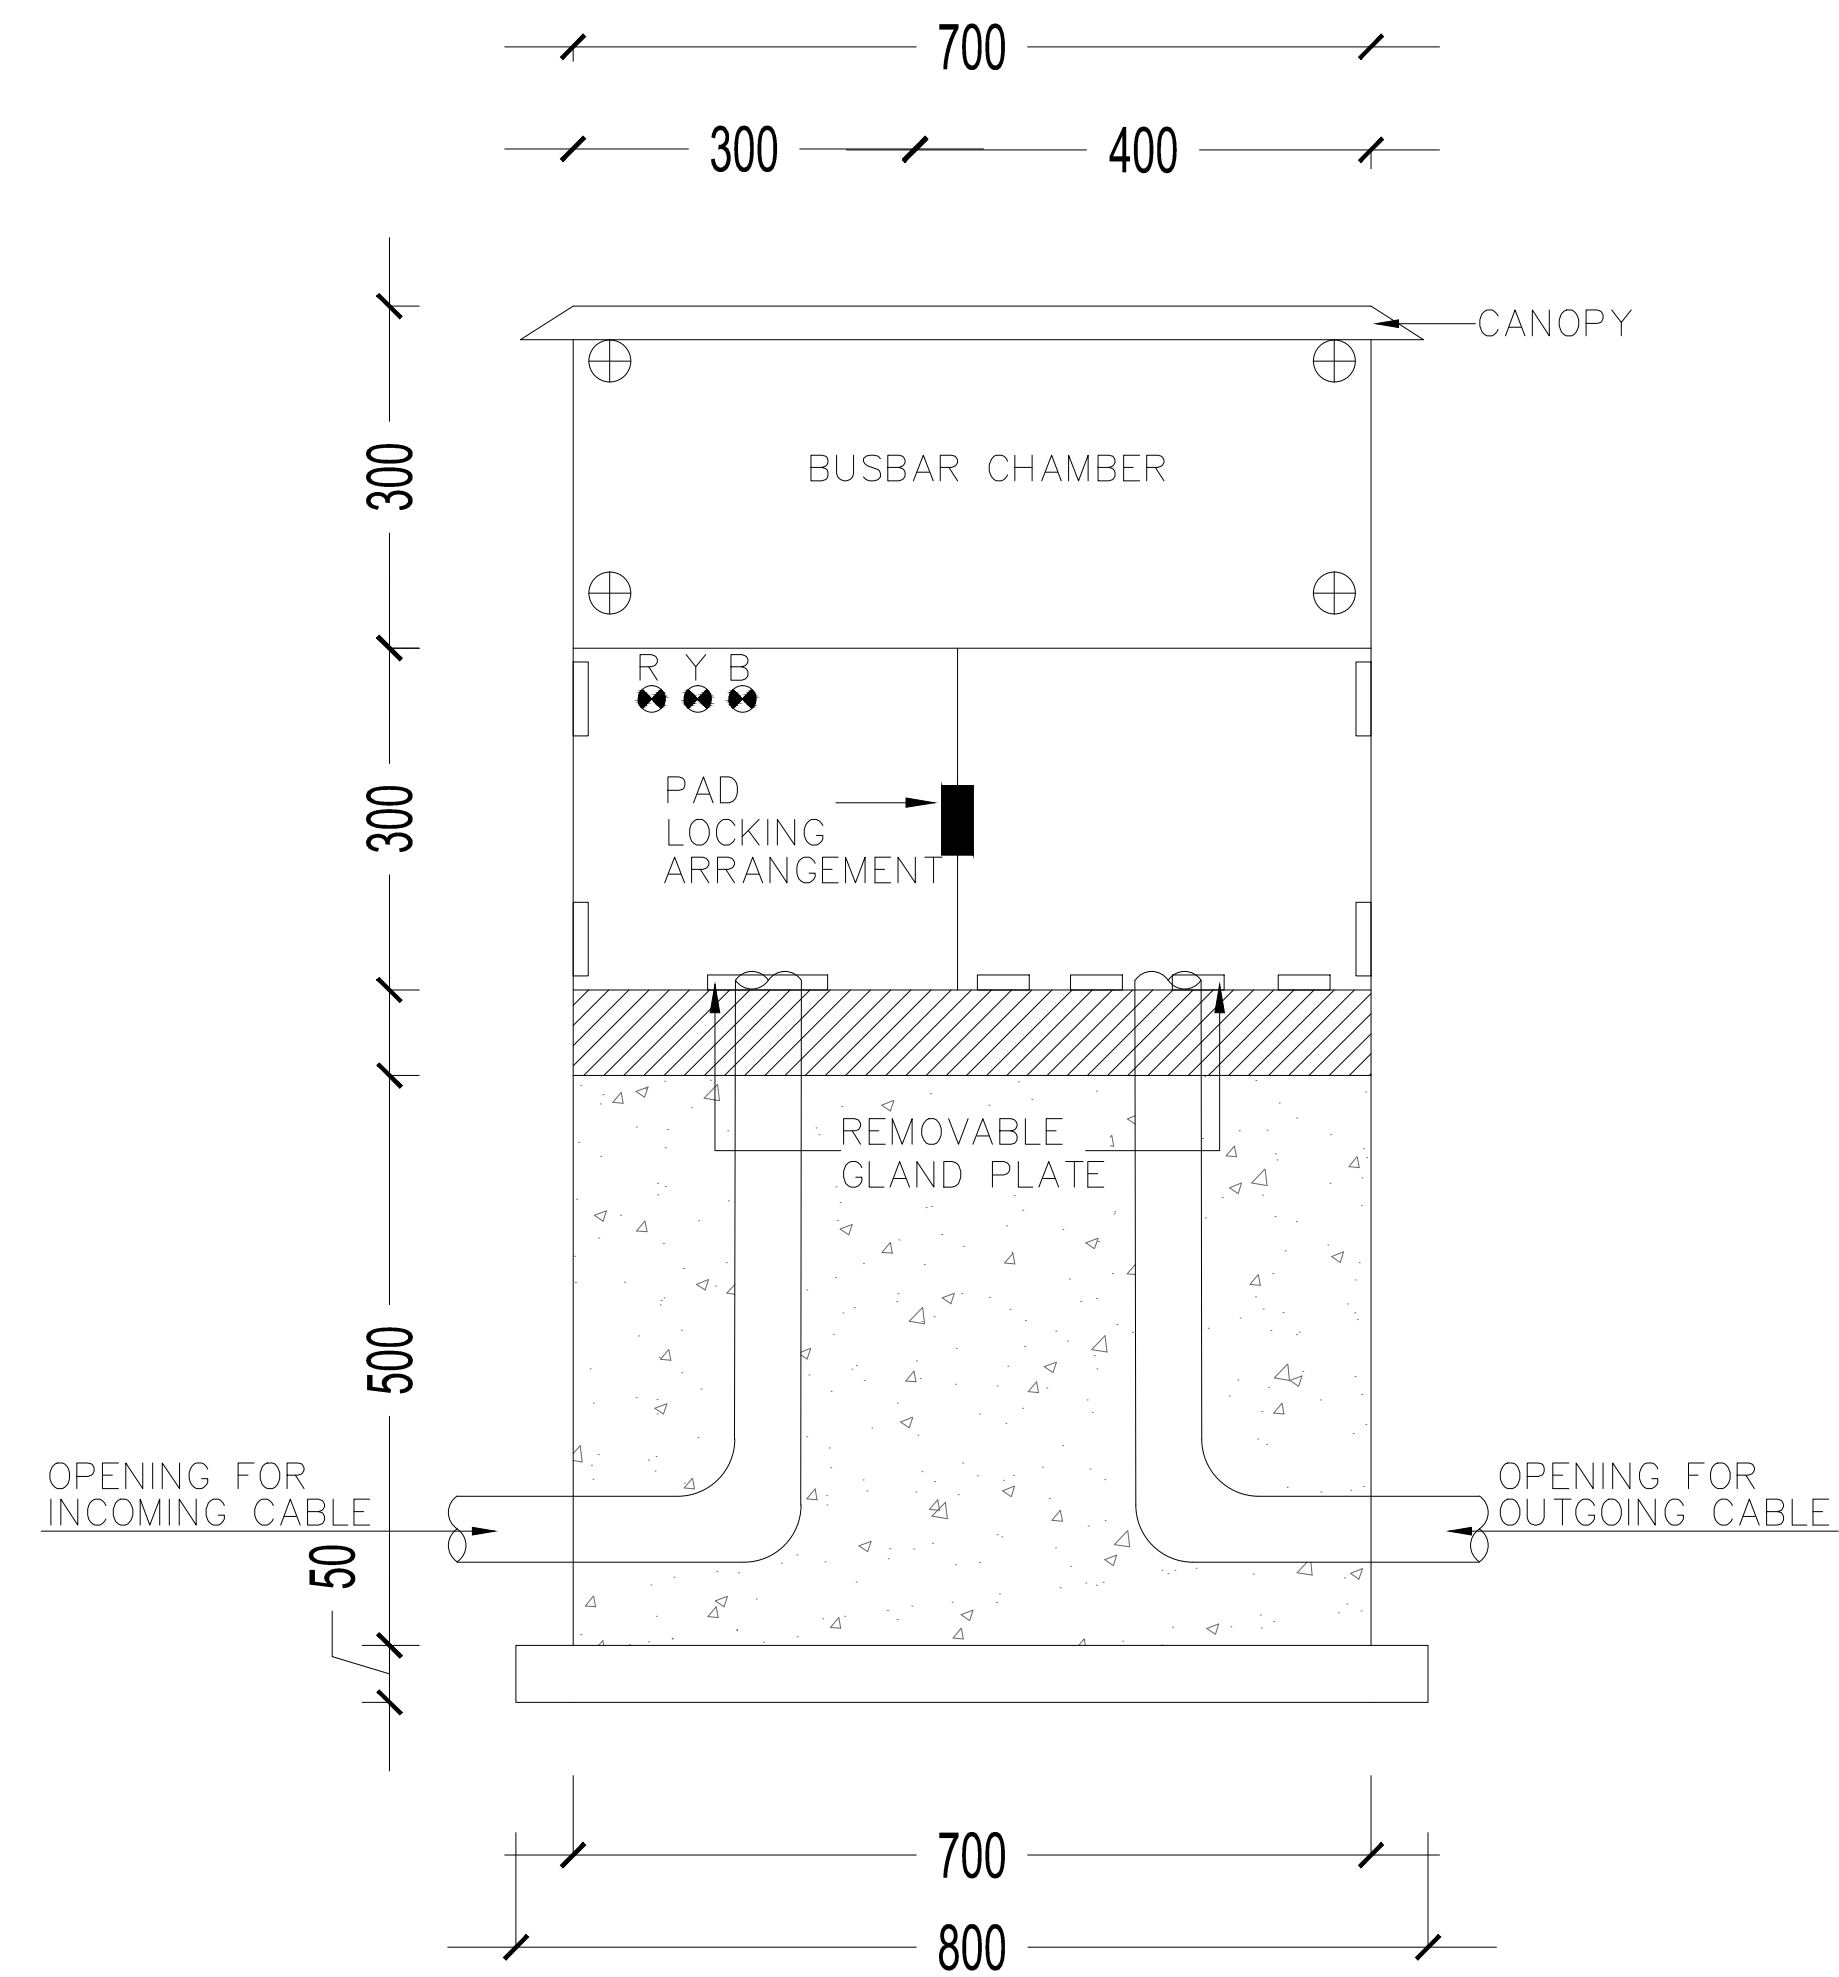 700
300
400
CANOPY
300
BUSBAR CHAMBER
R Y B
300
PAD
LOCKING
ARRANGEMENT
REMOVABLE
GLAND PLATE
500
OPENING FOR
INCOMING CABLE
OPENING FOR
OUTGOING CABLE
50
700
800